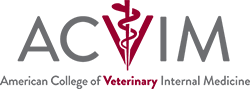 ACVIM
American College of Veterinary Internal Medicine